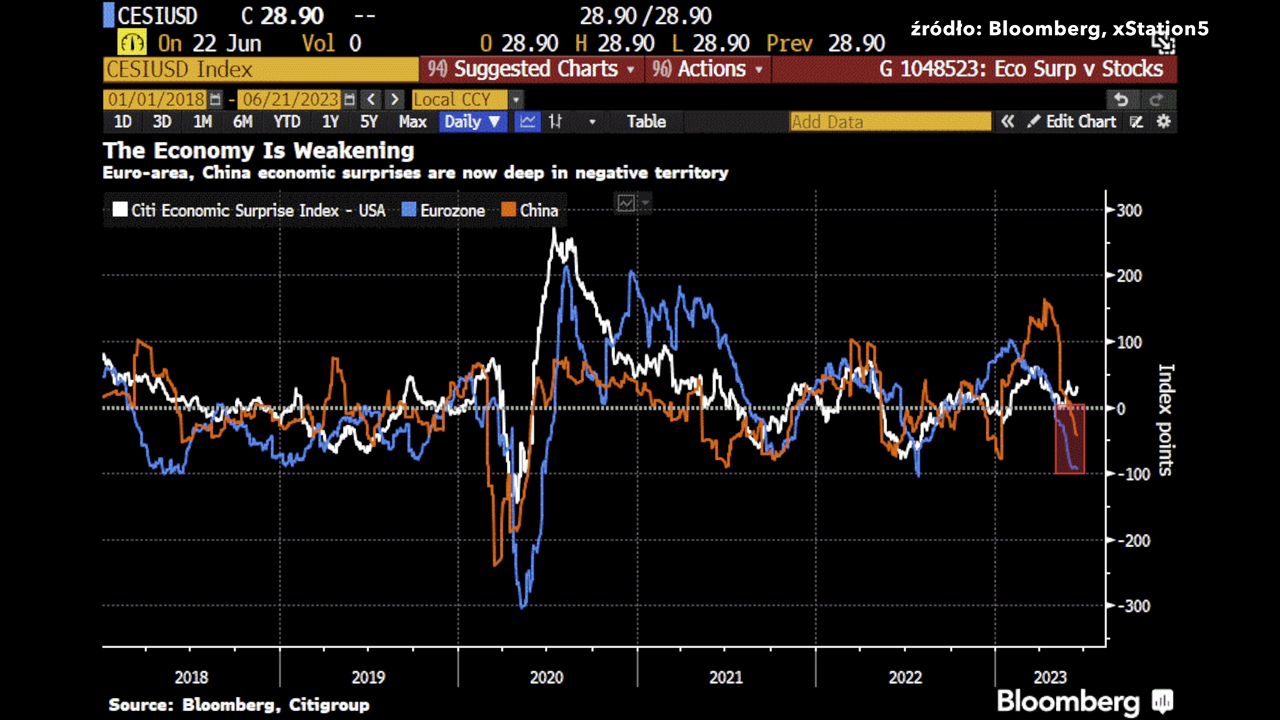 CESIUSD C 28.90 -- 28.90/28.90
źródło: Bloomberg, xStation5
On 22 Jun Vol 0 O 28.90 H 28.90 L 28.90 Prev 28.90
CESIUSD Index 94) Suggested Charts 96) Actions G 1048523: Eco Surp v Stocks
01/01/2018 - 06/21/2023 < > Local CCY
1D 3D 1M 6M YTD 1Y 5Y Max Daily ▼ Table Add Data « Edit Chart
The Economy Is Weakening
Euro-area, China economic surprises are now deep in negative territory
Citi Economic Surprise Index - USA Eurozone China
300
200
100
0
-100
-200
-300
Index points
2018 2019 2020 2021 2022 2023
Source: Bloomberg, Citigroup
Bloomberg